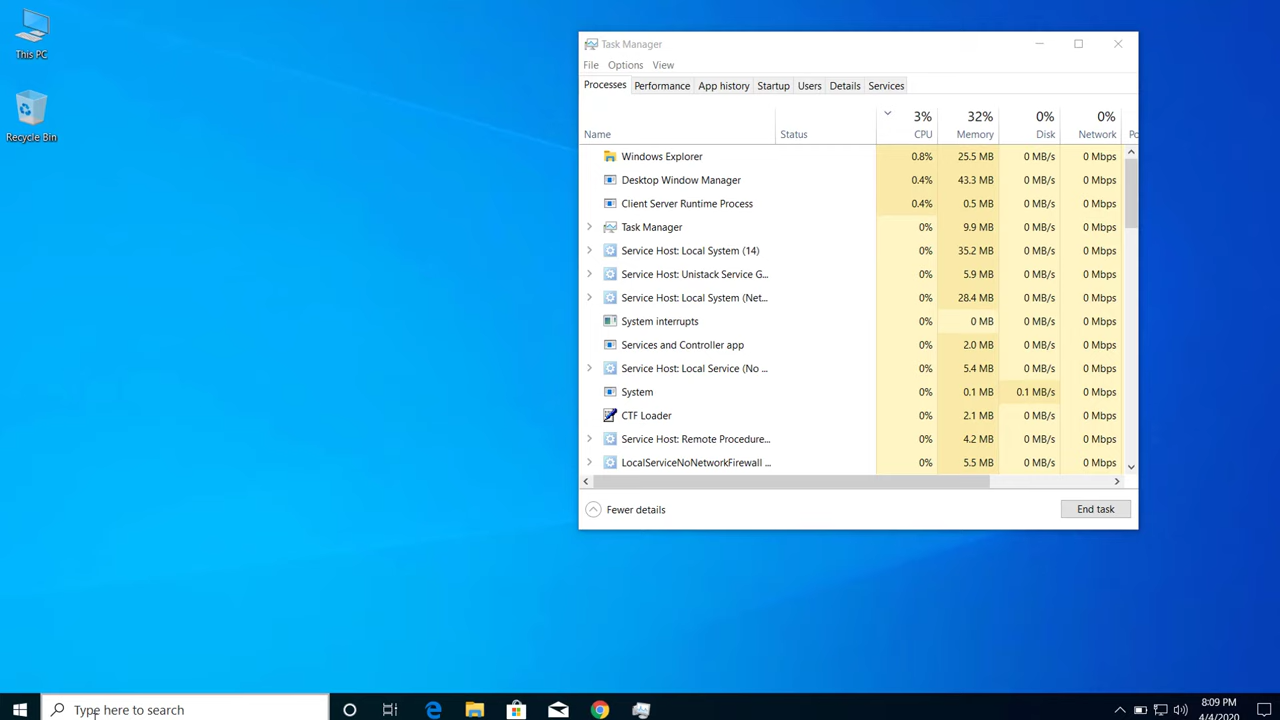 This PC
Recycle Bin
Task Manager
File Options View
Processes Performance App history Startup Users Details Services
3% 32% 0% 0%
Name Status CPU Memory Disk Network Po
Windows Explorer 0.8% 25.5 MB 0 MB/s 0 Mbps
Desktop Window Manager 0.4% 43.3 MB 0 MB/s 0 Mbps
Client Server Runtime Process 0.4% 0.5 MB 0 MB/s 0 Mbps
Task Manager 0% 9.9 MB 0 MB/s 0 Mbps
Service Host: Local System (14) 0% 35.2 MB 0 MB/s 0 Mbps
Service Host: Unistack Service G... 0% 5.9 MB 0 MB/s 0 Mbps
Service Host: Local System (Net... 0% 28.4 MB 0 MB/s 0 Mbps
System interrupts 0% 0 MB 0 MB/s 0 Mbps
Services and Controller app 0% 2.0 MB 0 MB/s 0 Mbps
Service Host: Local Service (No ... 0% 5.4 MB 0 MB/s 0 Mbps
System 0% 0.1 MB 0.1 MB/s 0 Mbps
CTF Loader 0% 2.1 MB 0 MB/s 0 Mbps
Service Host: Remote Procedure... 0% 4.2 MB 0 MB/s 0 Mbps
LocalServiceNoNetworkFirewall ... 0% 5.5 MB 0 MB/s 0 Mbps
Fewer details End task
Type here to search
8:09 PM
4/4/2020